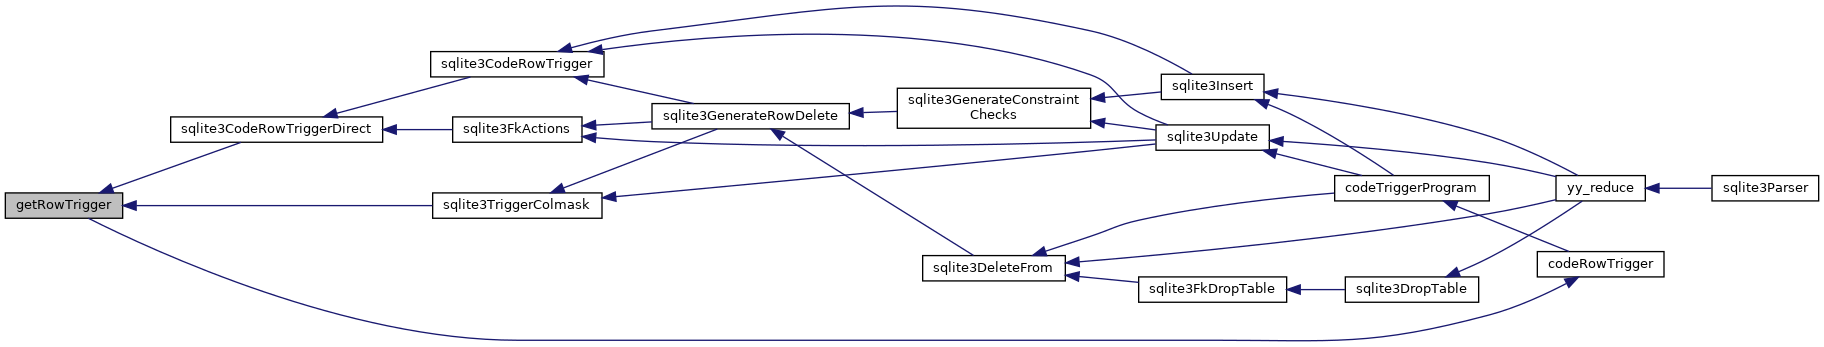 getRowTrigger
sqlite3CodeRowTriggerDirect
sqlite3CodeRowTrigger
sqlite3FkActions
sqlite3TriggerColmask
sqlite3GenerateRowDelete
sqlite3GenerateConstraint
Checks
sqlite3DeleteFrom
sqlite3Insert
sqlite3Update
sqlite3FkDropTable
codeTriggerProgram
sqlite3DropTable
yy_reduce
codeRowTrigger
sqlite3Parser